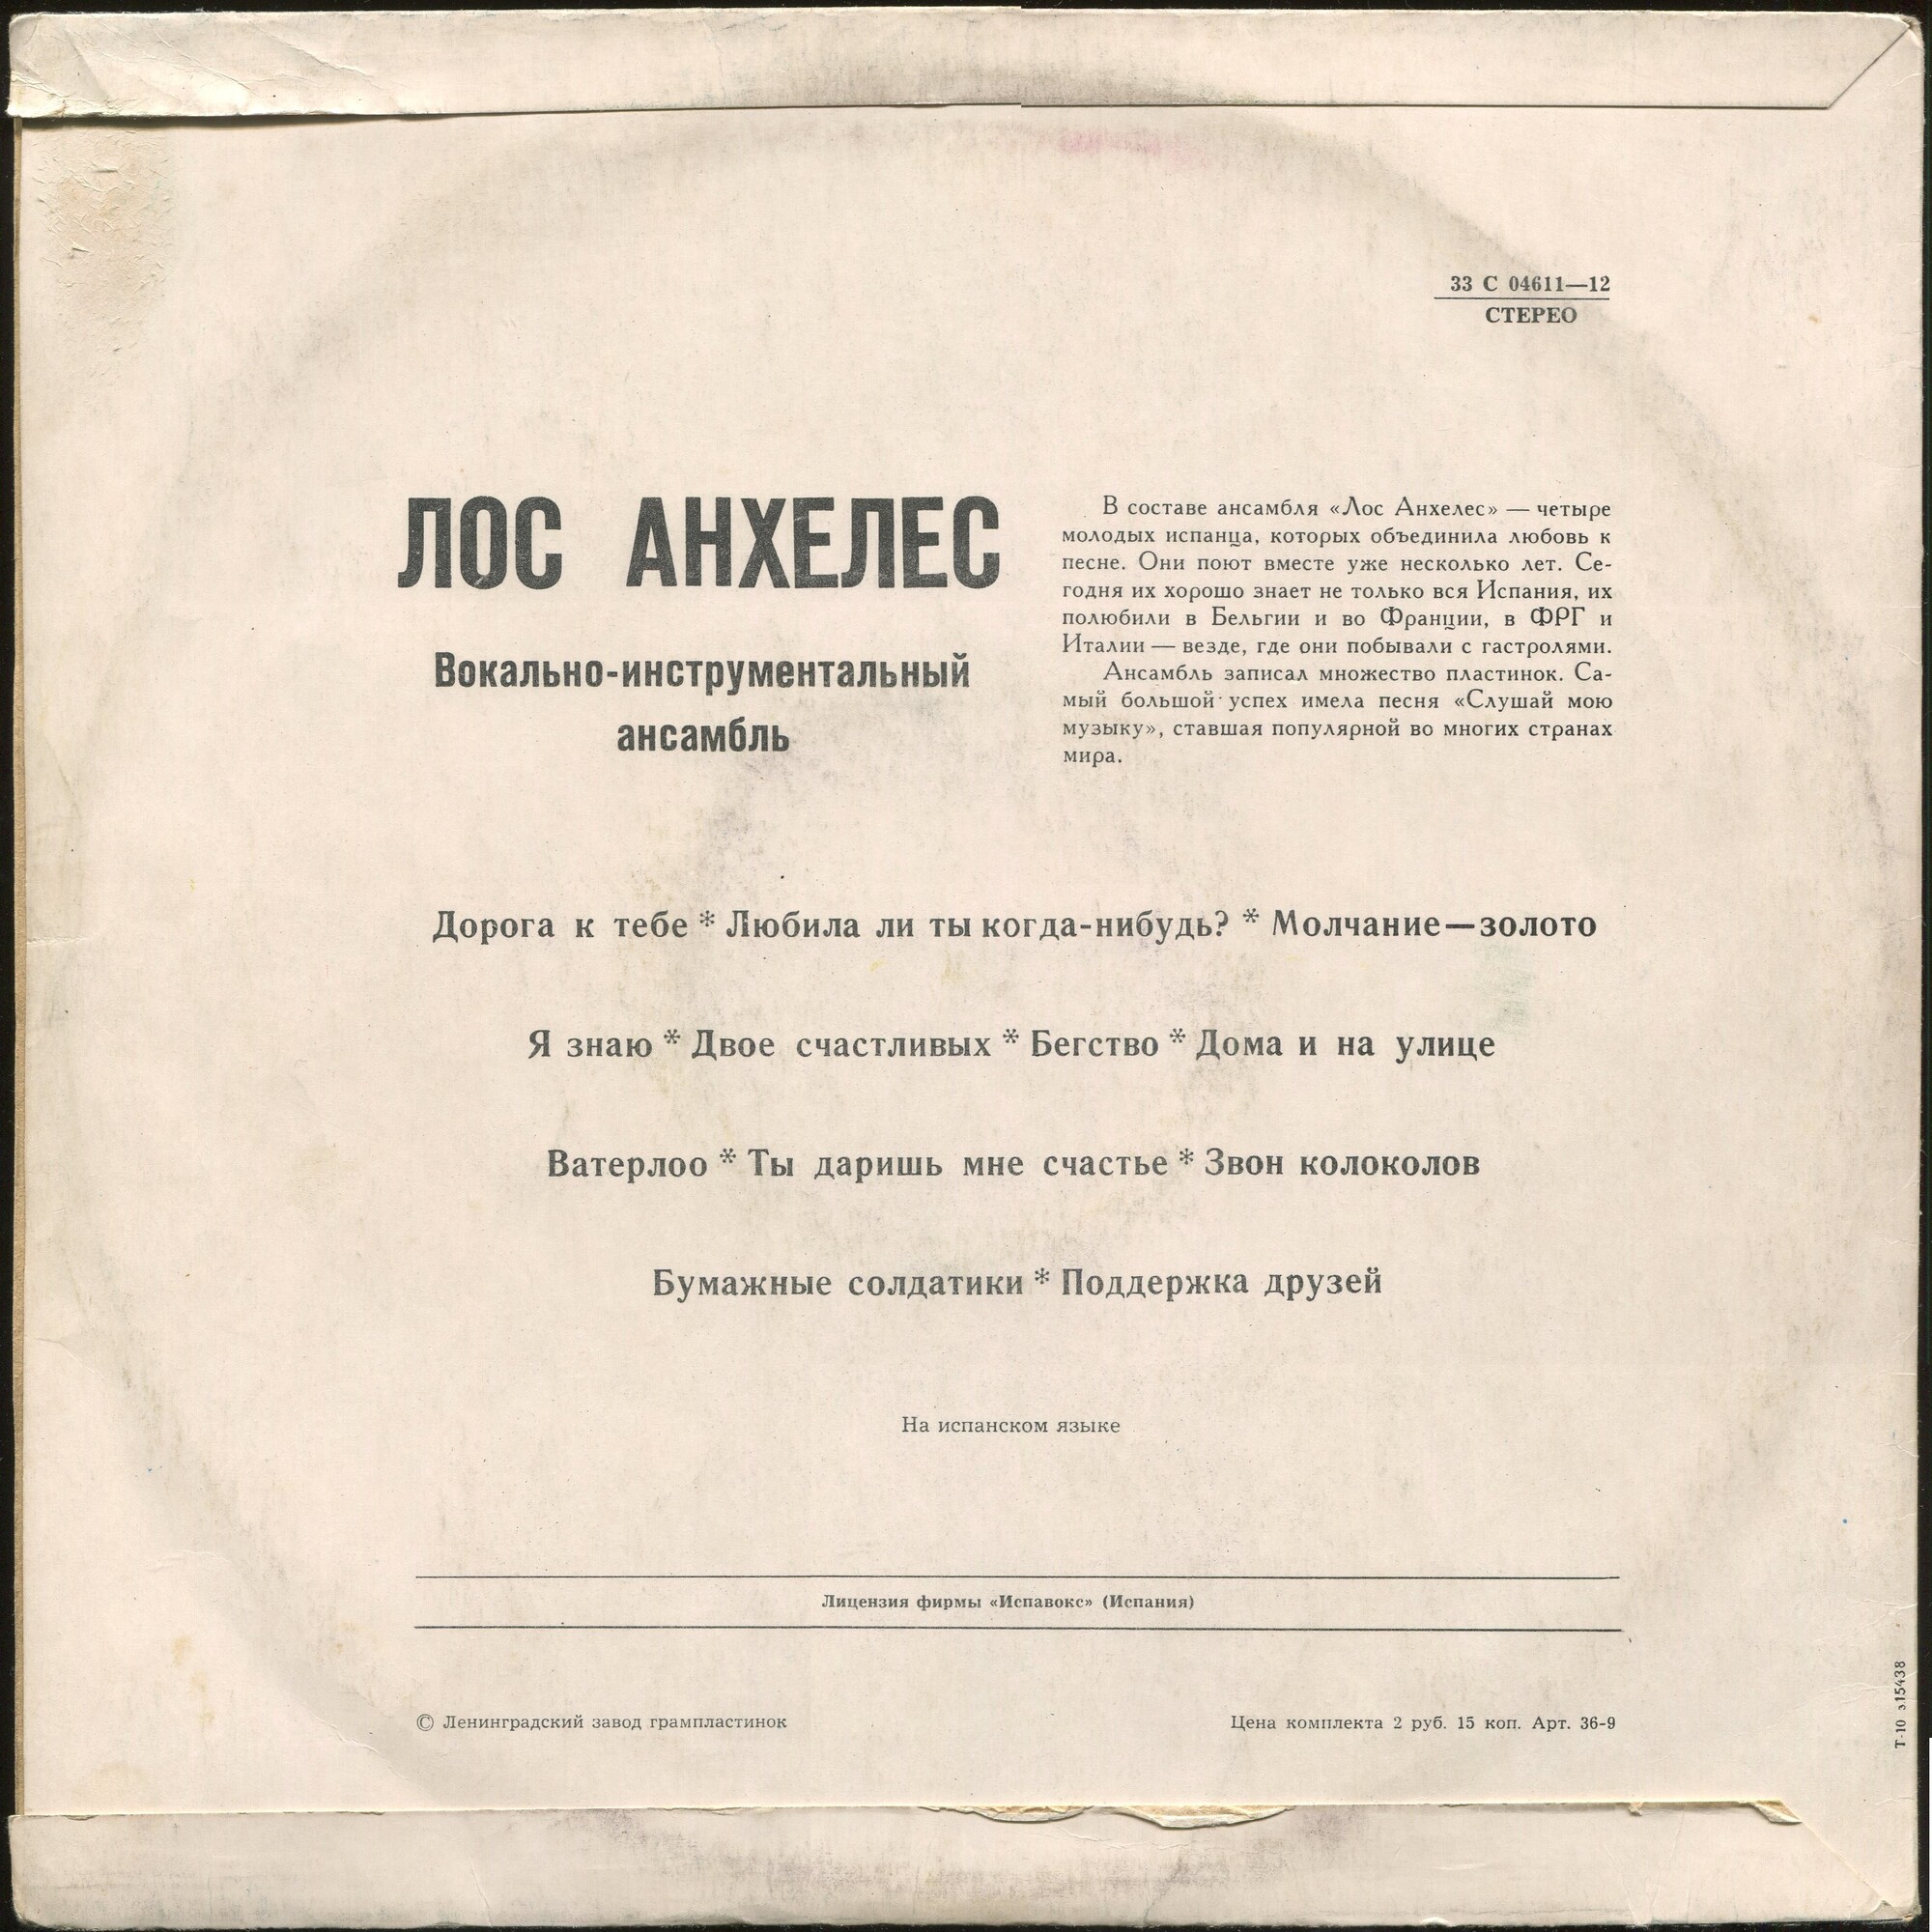 33 С 04611—12
СТЕРЕО
ЛОС АНХЕЛЕС
Вокально-инструментальный
ансамбль
В составе ансамбля «Лос Анхелес» — четыре
молодых испанца, которых объединила любовь к
песне. Они поют вместе уже несколько лет. Се-
годня их хорошо знает не только вся Испания, их
полюбили в Бельгии и во Франции, в ФРГ и
Италии — везде, где они побывали с гастролями.
Ансамбль записал множество пластинок. Са-
мый большой успех имела песня «Слушай мою
музыку», ставшая популярной во многих странах
мира.
Дорога к тебе * Любила ли ты когда-нибудь? * Молчание—золото
Я знаю * Двое счастливых * Бегство * Дома и на улице
Ватерлоо * Ты даришь мне счастье * Звон колоколов
Бумажные солдатики * Поддержка друзей
На испанском языке
Лицензия фирмы «Испавокс» (Испания)
© Ленинградский завод грампластинок
Цена комплекта 2 руб. 15 коп. Арт. 36-9
Т-10 з15438